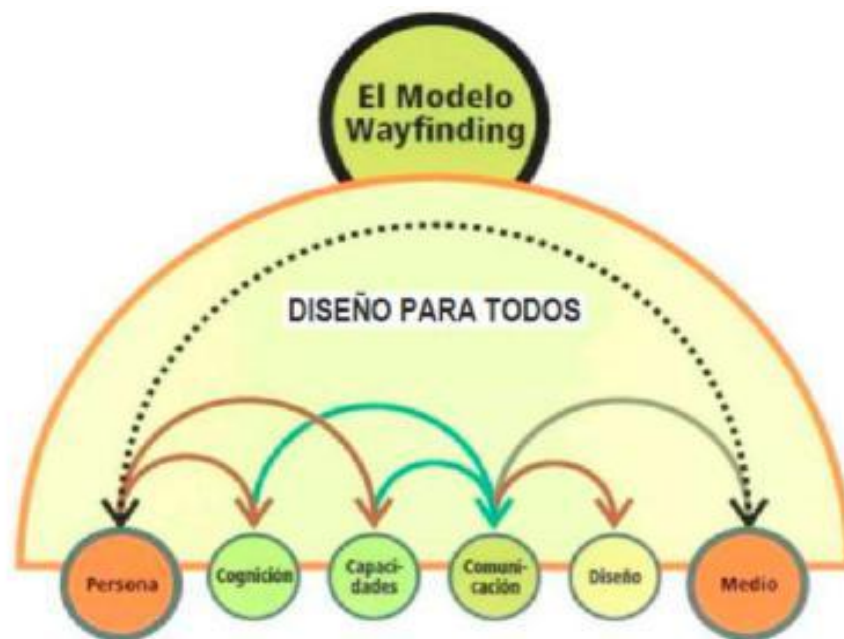 El Modelo
Wayfinding
DISEÑO PARA TODOS
Persona
Cognición
Capaci-
dades
Comuni-
cación
Diseño
Medio